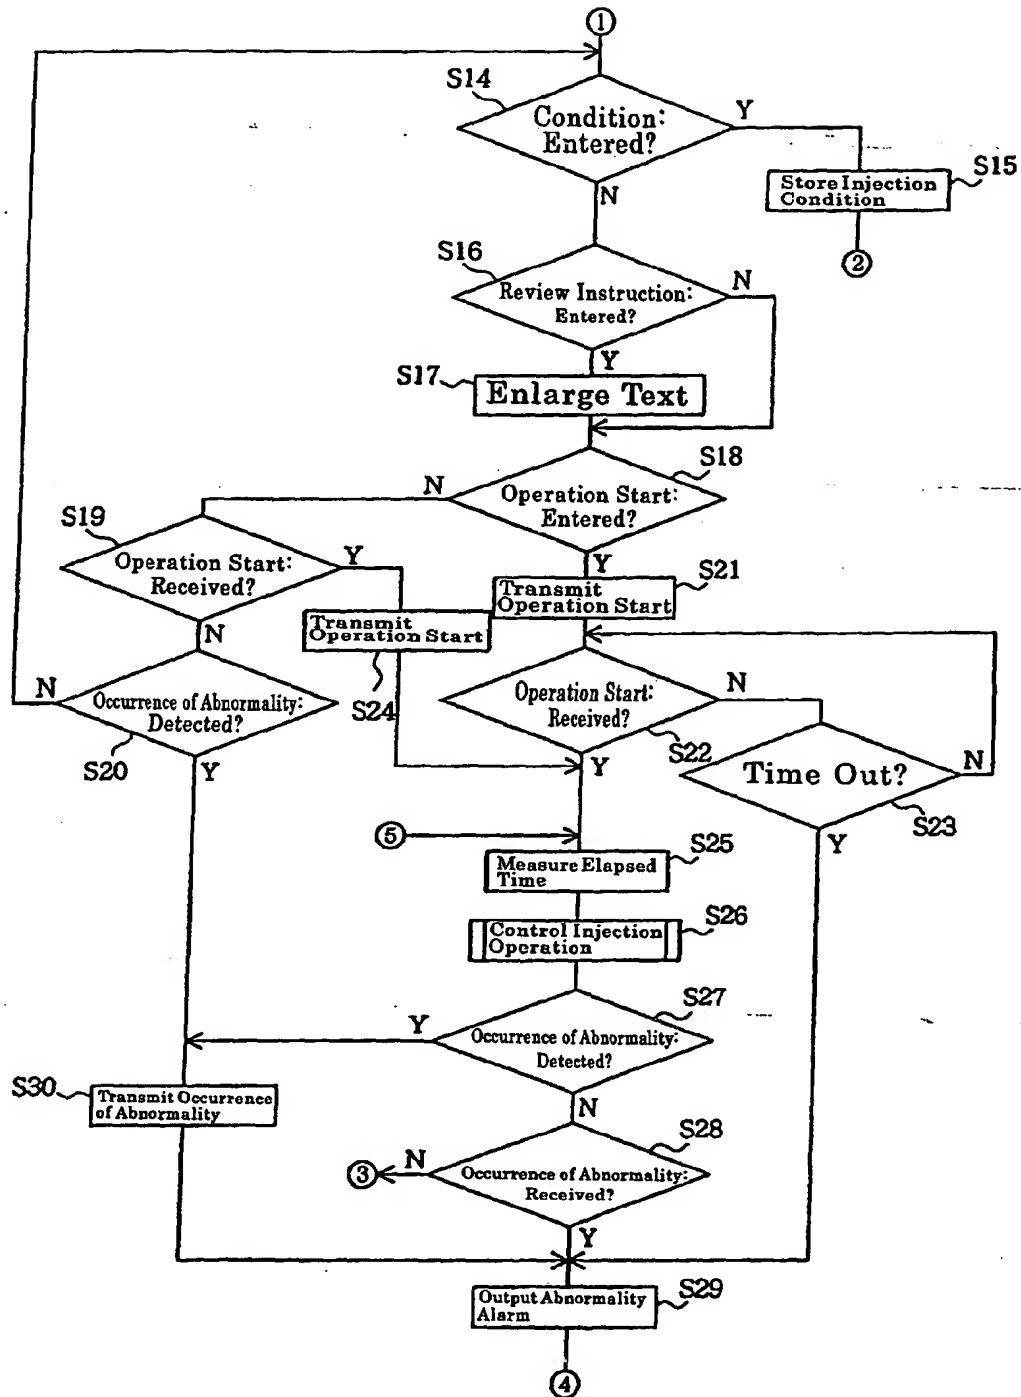 ①
S14
Condition:
Entered?
Y
S15
Store Injection
Condition
N
②
S16
Review Instruction:
Entered?
N
Y
S17
Enlarge Text
S18
N
Operation Start:
Entered?
S19
Operation Start:
Received?
Y
Y
S21
Transmit
Operation Start
N
Transmit
Operation Start
S24
N
Occurrence of Abnormality:
Detected?
S20
Y
Operation Start:
Received?
N
S22
Y
Time Out?
N
S23
Y
⑤
S25
Measure Elapsed
Time
S26
Control Injection
Operation
S27
Y
Occurrence of Abnormality:
Detected?
N
S30
Transmit Occurrence
of Abnormality
S28
③
N
Occurrence of Abnormality:
Received?
Y
S29
Output Abnormality
Alarm
④